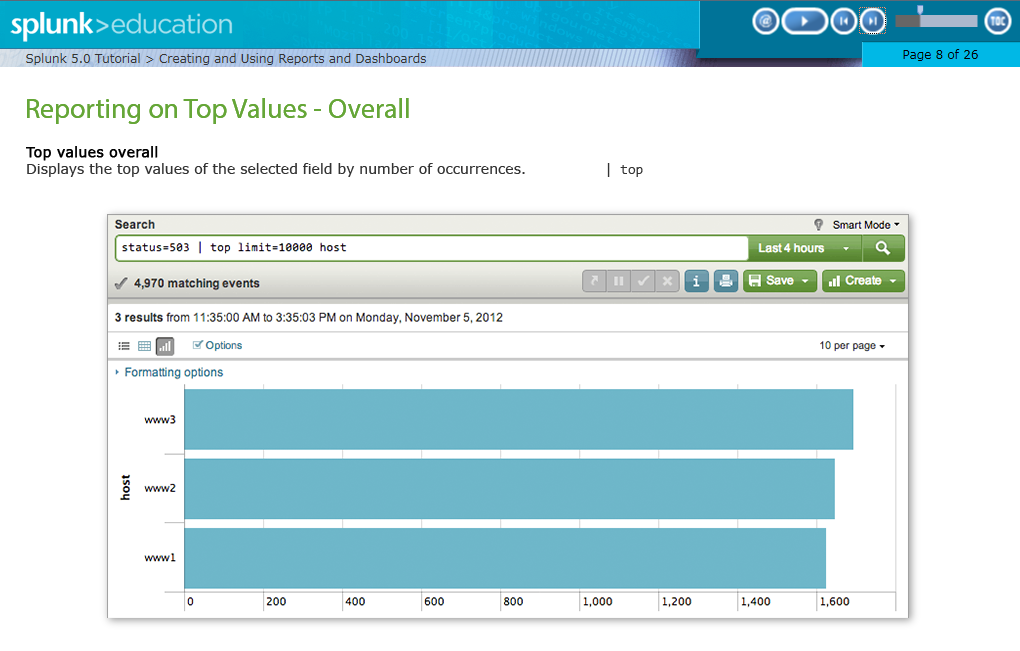 splunk>education
TOC
Splunk 5.0 Tutorial > Creating and Using Reports and Dashboards
Page 8 of 26
Reporting on Top Values - Overall
Top values overall
Displays the top values of the selected field by number of occurrences. | top
Search Smart Mode
status=503 | top limit=10000 host Last 4 hours
4,970 matching events i Save Create
3 results from 11:35:00 AM to 3:35:03 PM on Monday, November 5, 2012
Options 10 per page
Formatting options
www3
host
www2
www1
0 200 400 600 800 1,000 1,200 1,400 1,600